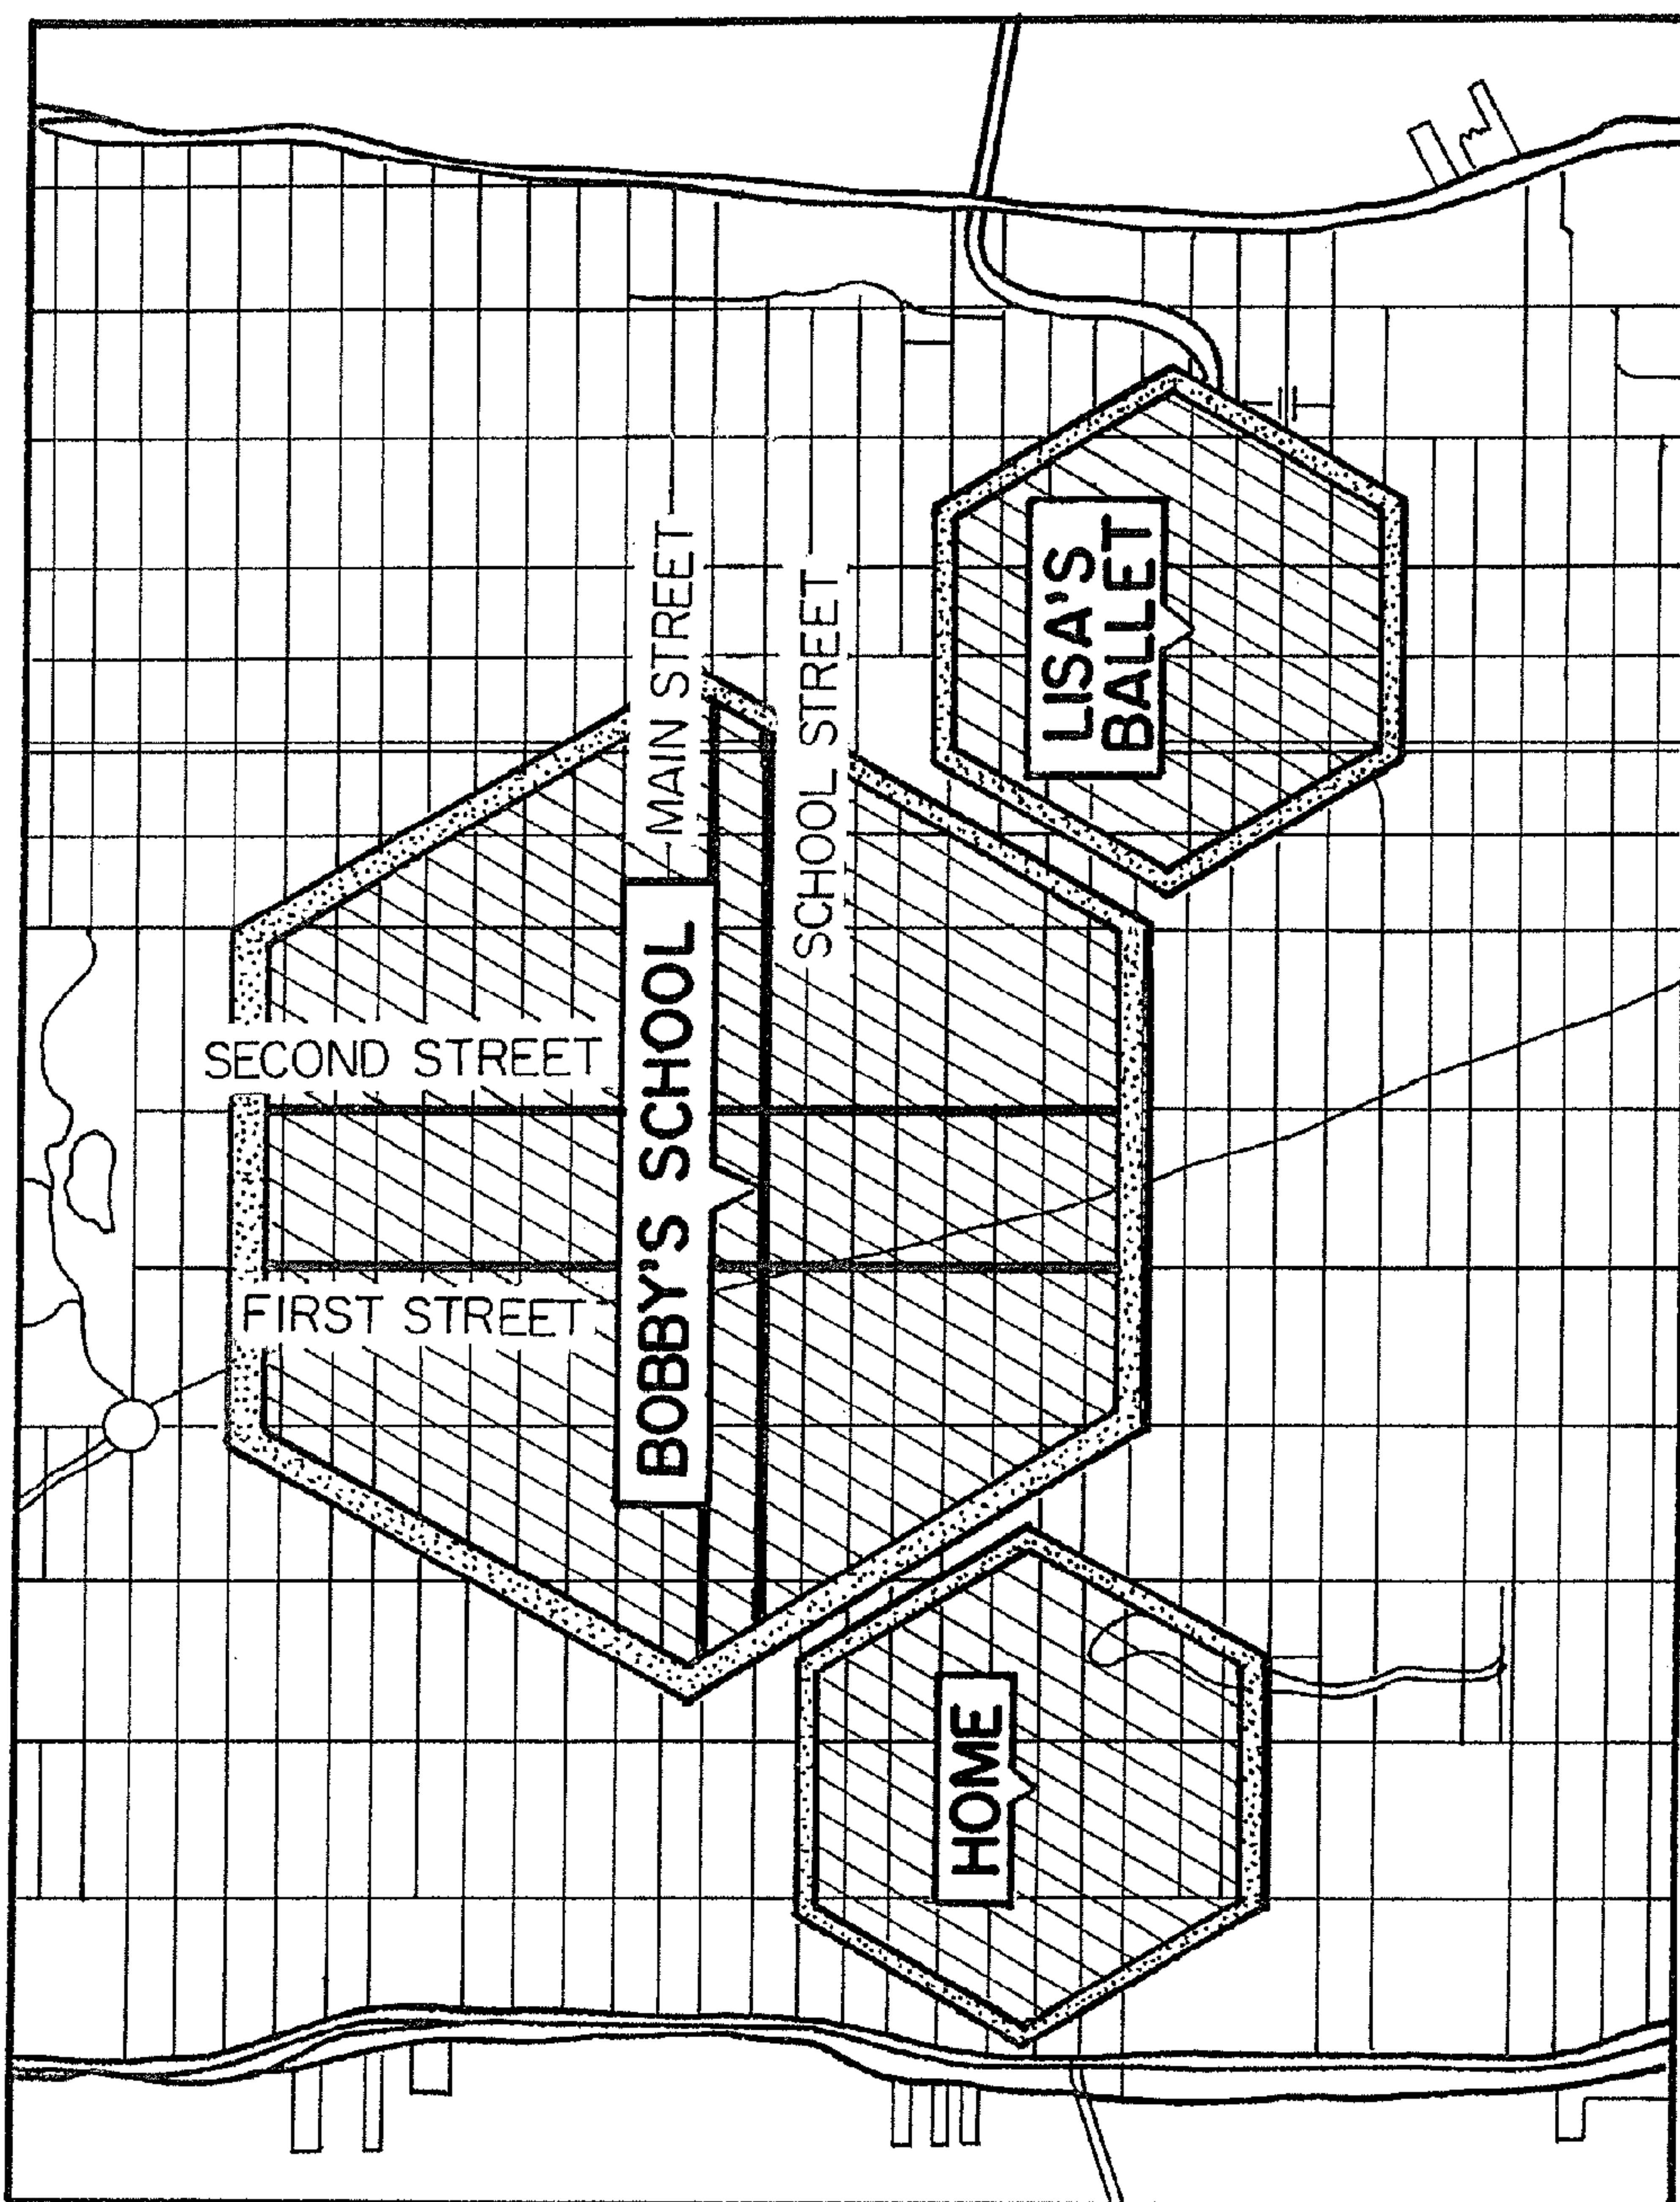 MAIN STREET
SCHOOL STREET
LISA'S
BALLET
SECOND STREET
BOBBY'S SCHOOL
FIRST STREET
HOME